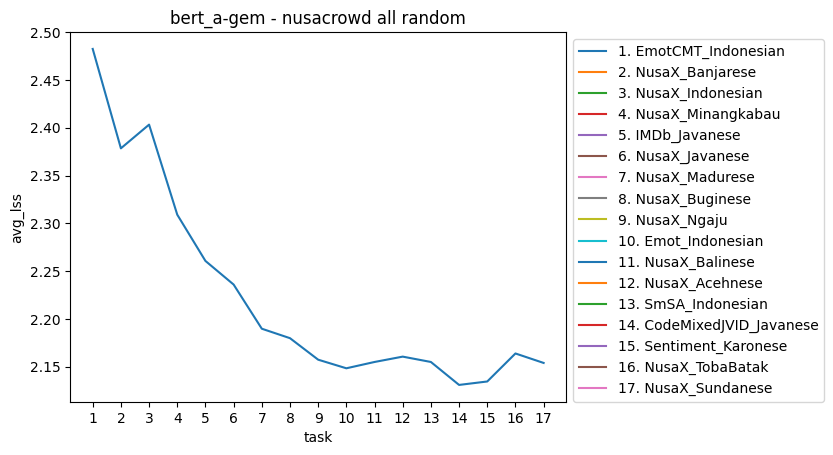 bert_a-gem - nusacrowd all random
2.50
2.45
2.40
2.35
2.30
2.25
2.20
2.15
avg_lss
1 2 3 4 5 6 7 8 9 10 11 12 13 14 15 16 17
task
1. EmotCMT_Indonesian
2. NusaX_Banjarese
3. NusaX_Indonesian
4. NusaX_Minangkabau
5. IMDb_Javanese
6. NusaX_Javanese
7. NusaX_Madurese
8. NusaX_Buginese
9. NusaX_Ngaju
10. Emot_Indonesian
11. NusaX_Balinese
12. NusaX_Acehnese
13. SmSA_Indonesian
14. CodeMixedJVID_Javanese
15. Sentiment_Karonese
16. NusaX_TobaBatak
17. NusaX_Sundanese